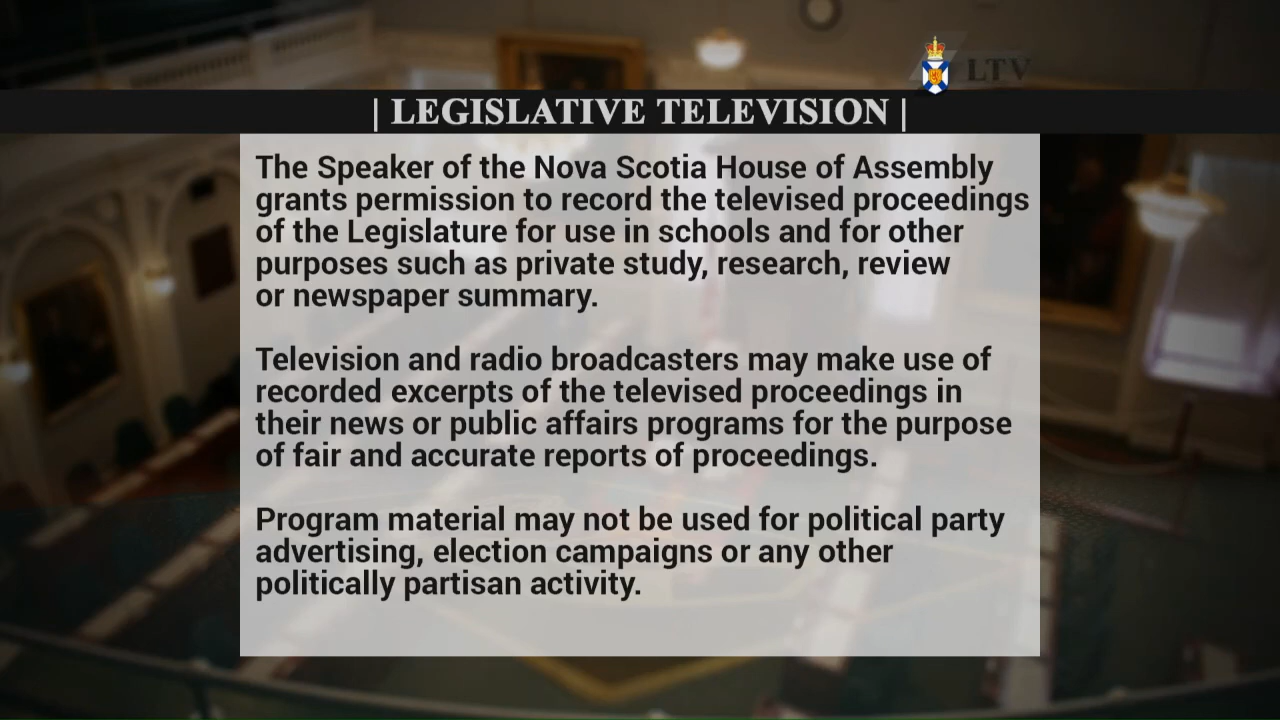 LTV
| LEGISLATIVE TELEVISION |
The Speaker of the Nova Scotia House of Assembly
grants permission to record the televised proceedings
of the Legislature for use in schools and for other
purposes such as private study, research, review
or newspaper summary.
Television and radio broadcasters may make use of
recorded excerpts of the televised proceedings in
their news or public affairs programs for the purpose
of fair and accurate reports of proceedings.
Program material may not be used for political party
advertising, election campaigns or any other
politically partisan activity.